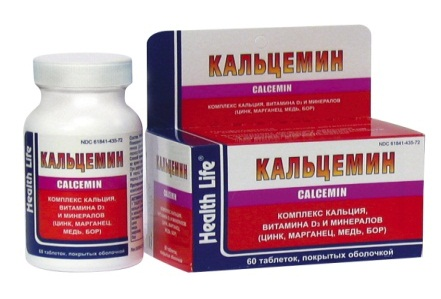 NDC 61841-435-72
Health Life®
КАЛЬЦЕМИН
CALCEMIN
КОМПЛЕКС КАЛЬЦИЯ,
ВИТАМИНА D3
И МИНЕРАЛОВ
(ЦИНК, МАРГАНЕЦ,
МЕДЬ, БОР)
60 таблеток,
покрытых оболочкой
КАЛЬЦЕМИН
CALCEMIN
КОМПЛЕКС КАЛЬЦИЯ, ВИТАМИНА D3 И МИНЕРАЛОВ
(ЦИНК, МАРГАНЕЦ, МЕДЬ, БОР)
NDC 61841-435-72
Health Life®
КАЛЬЦЕМИН
CALCEMIN
КОМПЛЕКС КАЛЬЦИЯ,
ВИТАМИНА D3 И МИНЕРАЛОВ
(ЦИНК, МАРГАНЕЦ, МЕДЬ, БОР)
60 таблеток, покрытых оболочкой